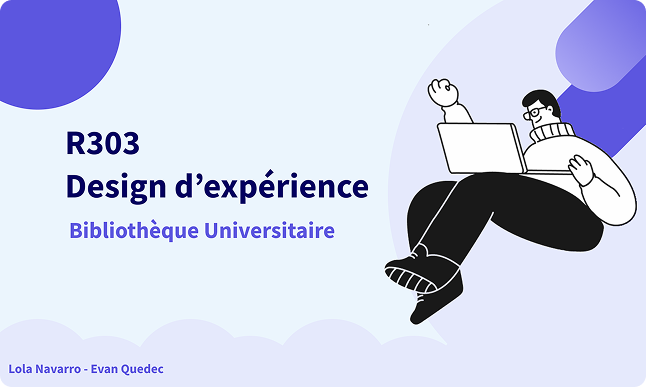 R303
Design d’expérience
Bibliothèque Universitaire
Lola Navarro - Evan Quedec